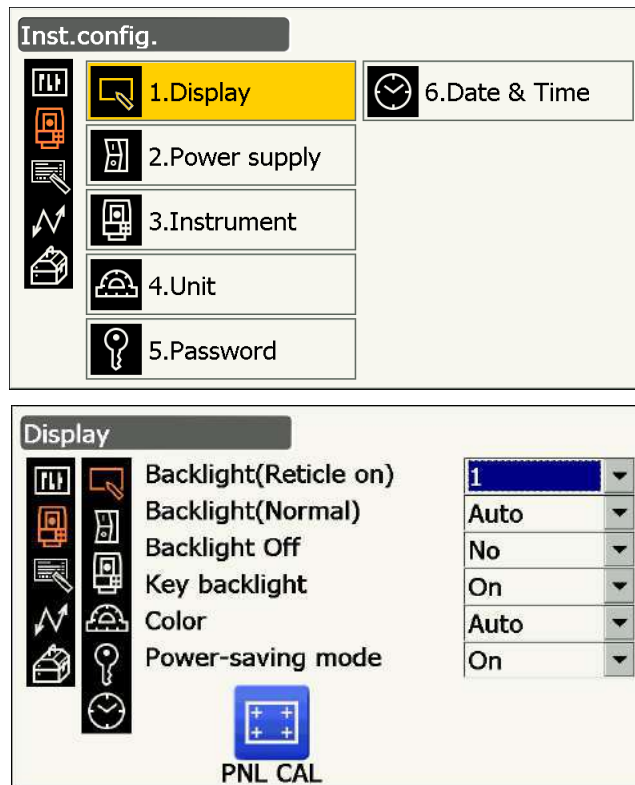 Inst.config.
1.Display
6.Date & Time
2.Power supply
3.Instrument
4.Unit
5.Password
Display
Backlight(Reticle on) 1
Backlight(Normal) Auto
Backlight Off No
Key backlight On
Color Auto
Power-saving mode On
PNL CAL